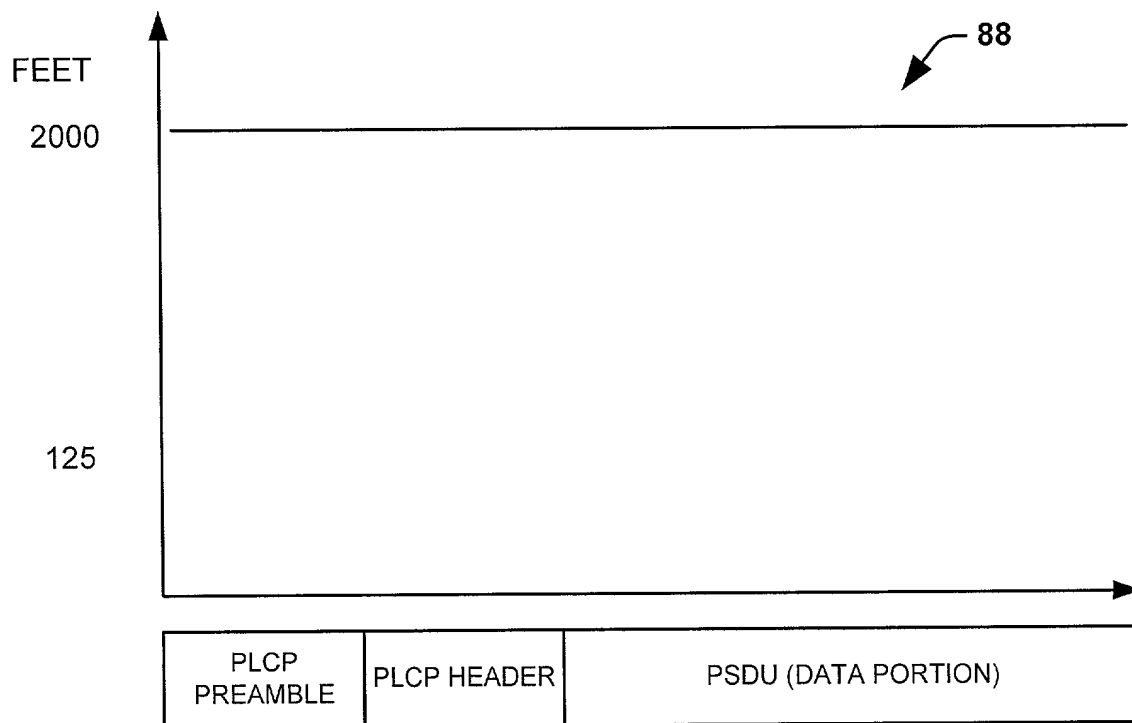 88
FEET
2000
125
PLCP
PREAMBLE
PLCP HEADER
PSDU (DATA PORTION)